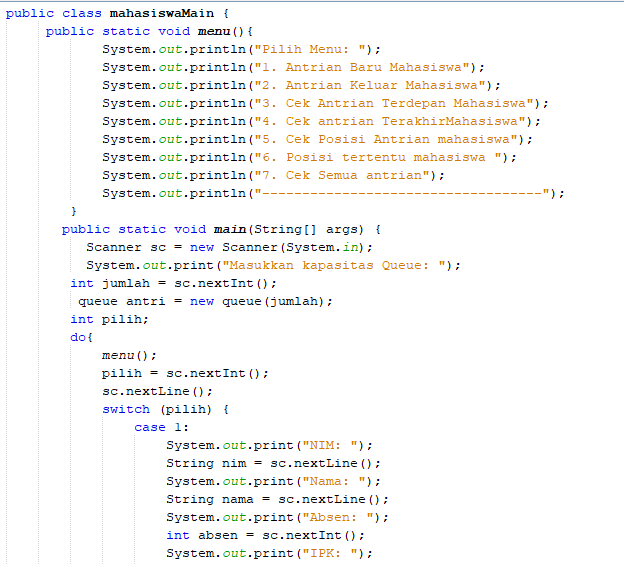 public class mahasiswaMain {
public static void menu(){
System.out.println("Pilih Menu: ");
System.out.println("1. Antrian Baru Mahasiswa");
System.out.println("2. Antrian Keluar Mahasiswa");
System.out.println("3. Cek Antrian Terdepan Mahasiswa");
System.out.println("4. Cek antrian TerakhirMahasiswa");
System.out.println("5. Cek Posisi Antrian mahasiswa");
System.out.println("6. Posisi tertentu mahasiswa ");
System.out.println("7. Cek Semua antrian");
System.out.println("-----------------------------------");
}
public static void main(String[] args) {
Scanner sc = new Scanner(System.in);
System.out.print("Masukkan kapasitas Queue: ");
int jumlah = sc.nextInt();
queue antri = new queue(jumlah);
int pilih;
do{
menu();
pilih = sc.nextInt();
sc.nextLine();
switch (pilih) {
case 1:
System.out.print("NIM: ");
String nim = sc.nextLine();
System.out.print("Nama: ");
String nama = sc.nextLine();
System.out.print("Absen: ");
int absen = sc.nextInt();
System.out.print("IPK: ");